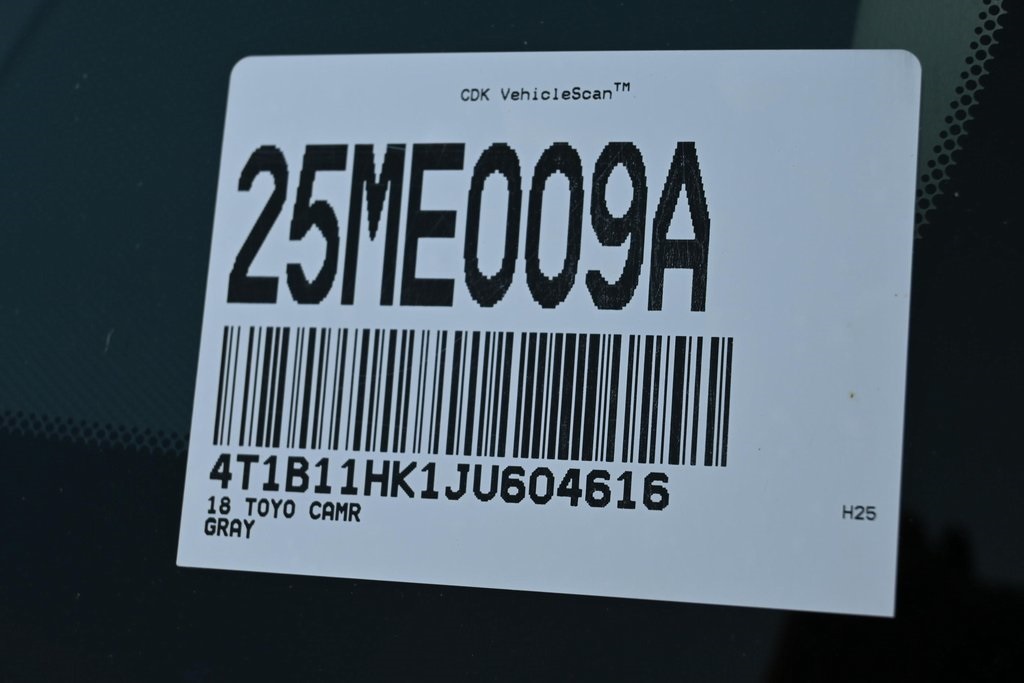 CDK VehicleScan™
25ME009A
4T1B11HK1JU604616
18 TOYO CAMR
GRAY
H25